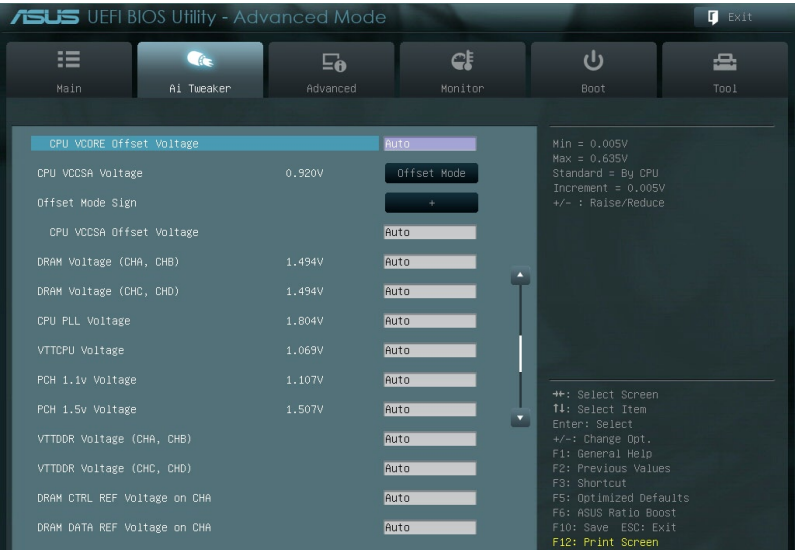 ASUS UEFI BIOS Utility - Advanced Mode
Exit
Main
Ai Tweaker
Advanced
Monitor
Boot
Tool
CPU VCORE Offset Voltage Auto
CPU VCCSA Voltage 0.920V Offset Mode
Offset Mode Sign +
CPU VCCSA Offset Voltage Auto
DRAM Voltage (CHA, CHB) 1.494V Auto
DRAM Voltage (CHC, CHD) 1.494V Auto
CPU PLL Voltage 1.804V Auto
VTTCPU Voltage 1.069V Auto
PCH 1.1v Voltage 1.107V Auto
PCH 1.5v Voltage 1.507V Auto
VTTDDR Voltage (CHA, CHB) Auto
VTTDDR Voltage (CHC, CHD) Auto
DRAM CTRL REF Voltage on CHA Auto
DRAM DATA REF Voltage on CHA Auto
Min = 0.005V
Max = 0.635V
Standard = By CPU
Increment = 0.005V
+/- : Raise/Reduce
→←: Select Screen
↑↓: Select Item
Enter: Select
+/-: Change Opt.
F1: General Help
F2: Previous Values
F3: Shortcut
F5: Optimized Defaults
F6: ASUS Ratio Boost
F10: Save ESC: Exit
F12: Print Screen